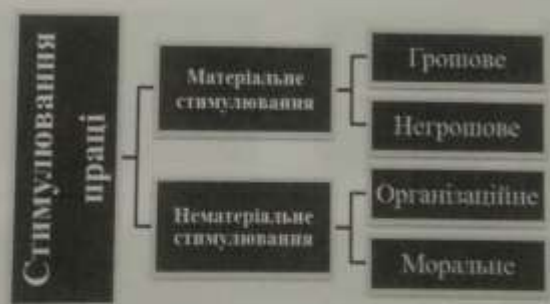 Стимулювання
праці
Матеріальне
стимулювання
Грошове
Негрошове
Нематеріальне
стимулювання
Організаційне
Моральне